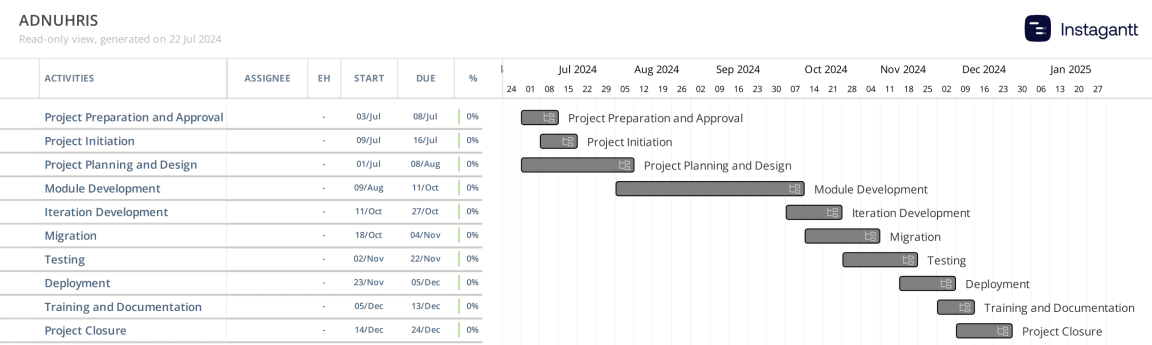 ADNUHRIS
Read-only view, generated on 22 Jul 2024
Instagantt
ACTIVITIES ASSIGNEE EH START DUE %
Jul 2024 Aug 2024 Sep 2024 Oct 2024 Nov 2024 Dec 2024 Jan 2025
24 01 08 15 22 29 05 12 19 26 02 09 16 23 30 07 14 21 28 04 11 18 25 02 09 16 23 30 06 13 20 27
Project Preparation and Approval - 03/Jul 08/Jul 0% Project Preparation and Approval
Project Initiation - 09/Jul 16/Jul 0% Project Initiation
Project Planning and Design - 01/Jul 08/Aug 0% Project Planning and Design
Module Development - 09/Aug 11/Oct 0% Module Development
Iteration Development - 11/Oct 27/Oct 0% Iteration Development
Migration - 18/Oct 04/Nov 0% Migration
Testing - 02/Nov 22/Nov 0% Testing
Deployment - 23/Nov 05/Dec 0% Deployment
Training and Documentation - 05/Dec 13/Dec 0% Training and Documentation
Project Closure - 14/Dec 24/Dec 0% Project Closure